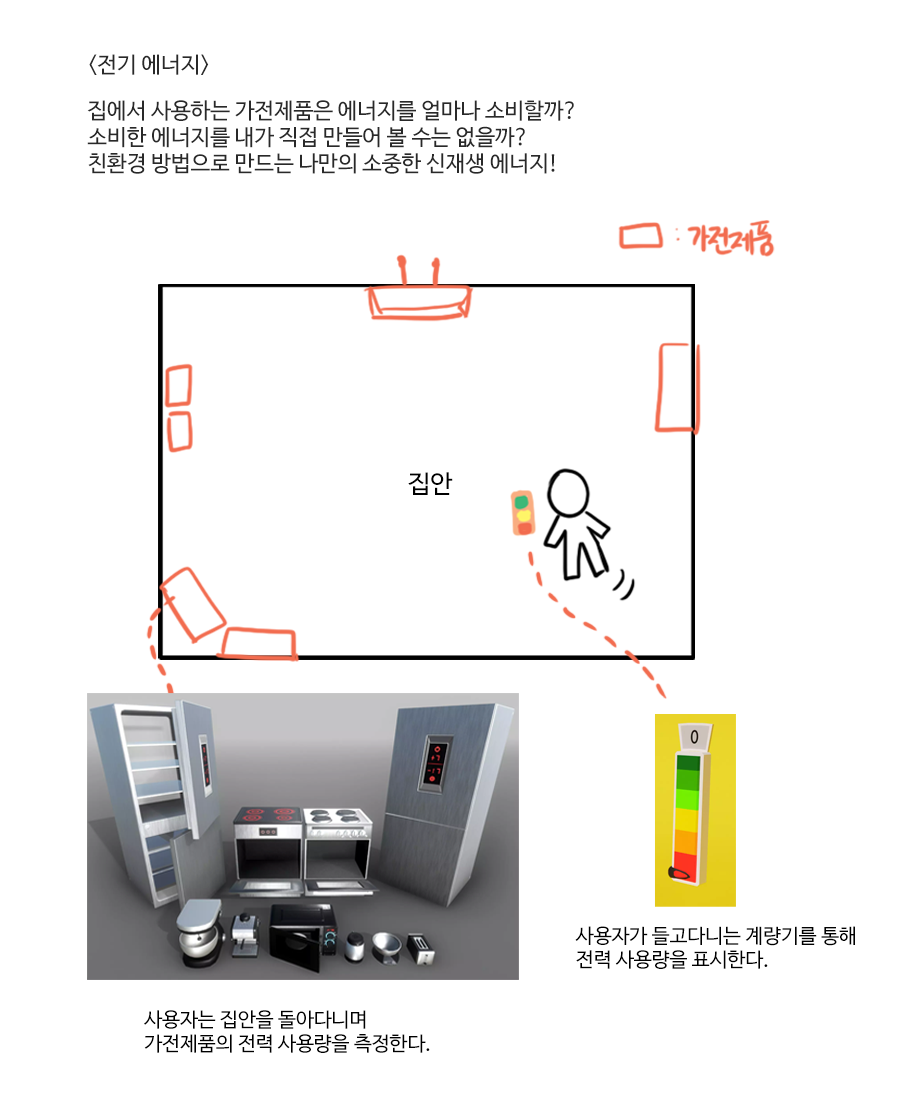 <전기 에너지>
집에서 사용하는 가전제품은 에너지를 얼마나 소비할까?
소비한 에너지를 내가 직접 만들어 볼 수는 없을까?
친환경 방법으로 만드는 나만의 소중한 신재생 에너지!
: 가전제품
집안
0
+7
-17
0
사용자가 들고다니는 계량기를 통해
전력 사용량을 표시한다.
사용자는 집안을 돌아다니며
가전제품의 전력 사용량을 측정한다.